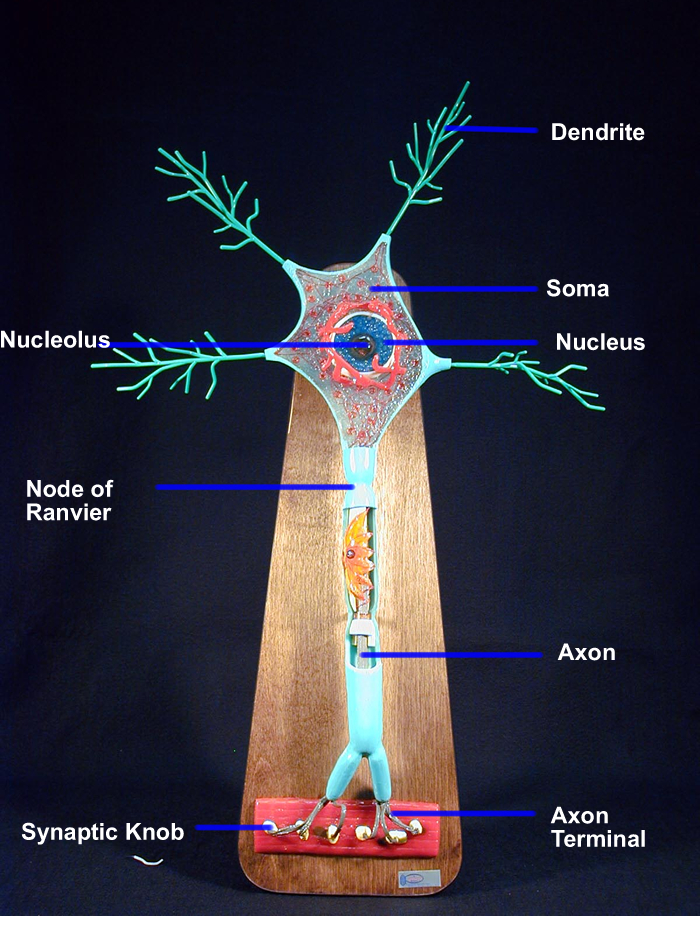 Dendrite
Soma
Nucleolus
Nucleus
Node of
Ranvier
Axon
Axon
Terminal
Synaptic Knob